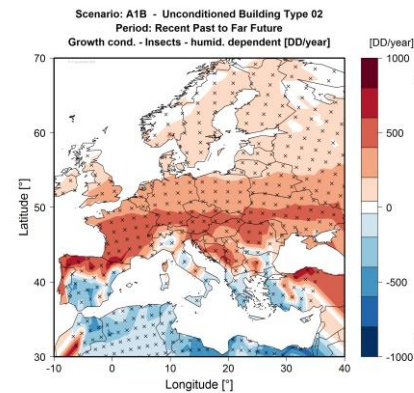 Scenario: A1B - Unconditioned Building Type 02
Period: Recent Past to Far Future
Growth cond. - Insects - humid. dependent [DD/year]
[DD/year]
70
60
50
40
30
Latitude [°]
-10
0
10
20
30
40
Longitude [°]
1000
500
0
-500
-1000